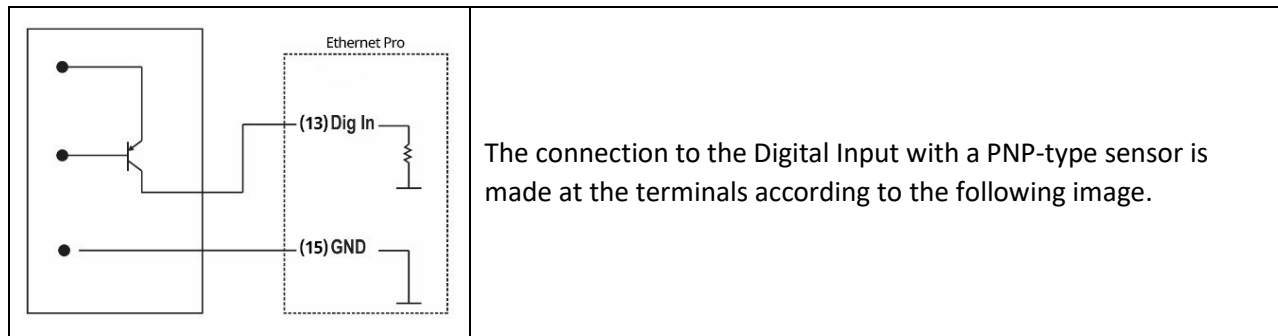 Ethernet Pro
(13) Dig In
(15) GND
The connection to the Digital Input with a PNP-type sensor is
made at the terminals according to the following image.